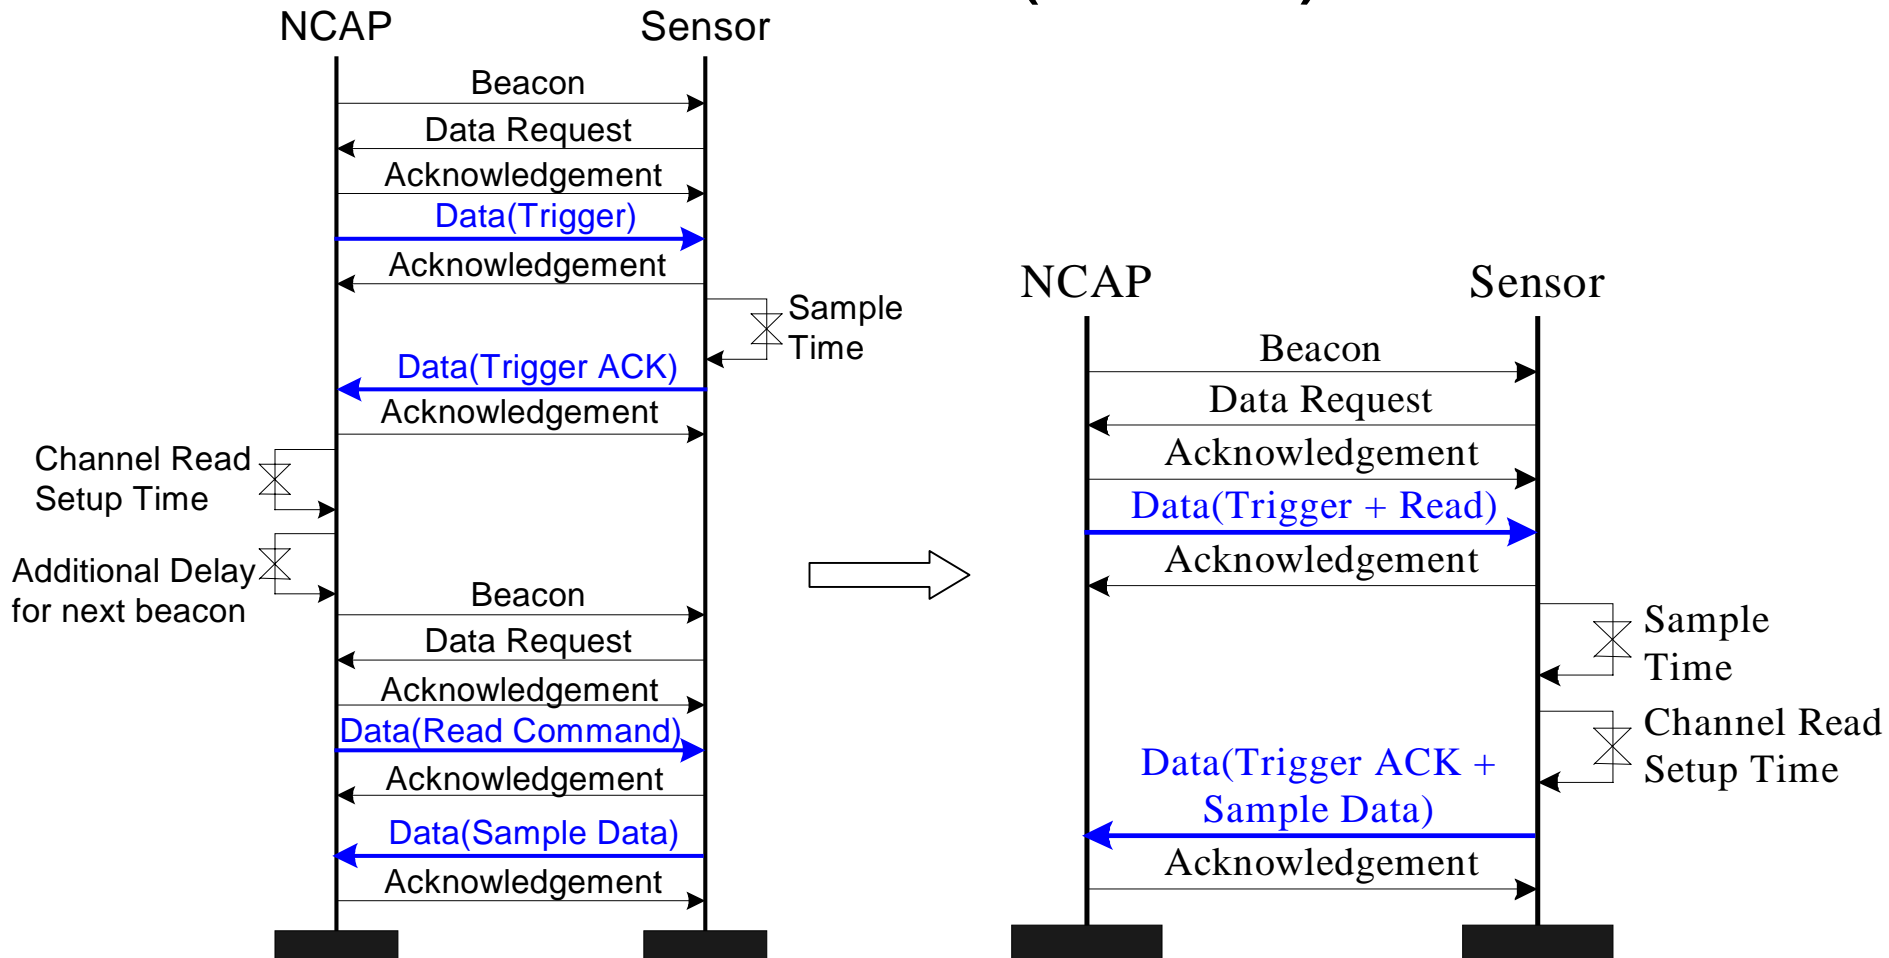 NCAP
Sensor
Beacon
Data Request
Acknowledgement
Data(Trigger)
Acknowledgement
Sample
Time
Data(Trigger ACK)
Acknowledgement
Channel Read
Setup Time
Additional Delay
for next beacon
Beacon
Data Request
Acknowledgement
Data(Read Command)
Acknowledgement
Data(Sample Data)
Acknowledgement
NCAP
Sensor
Beacon
Data Request
Acknowledgement
Data(Trigger + Read)
Acknowledgement
Sample
Time
Channel Read
Setup Time
Data(Trigger ACK +
Sample Data)
Acknowledgement